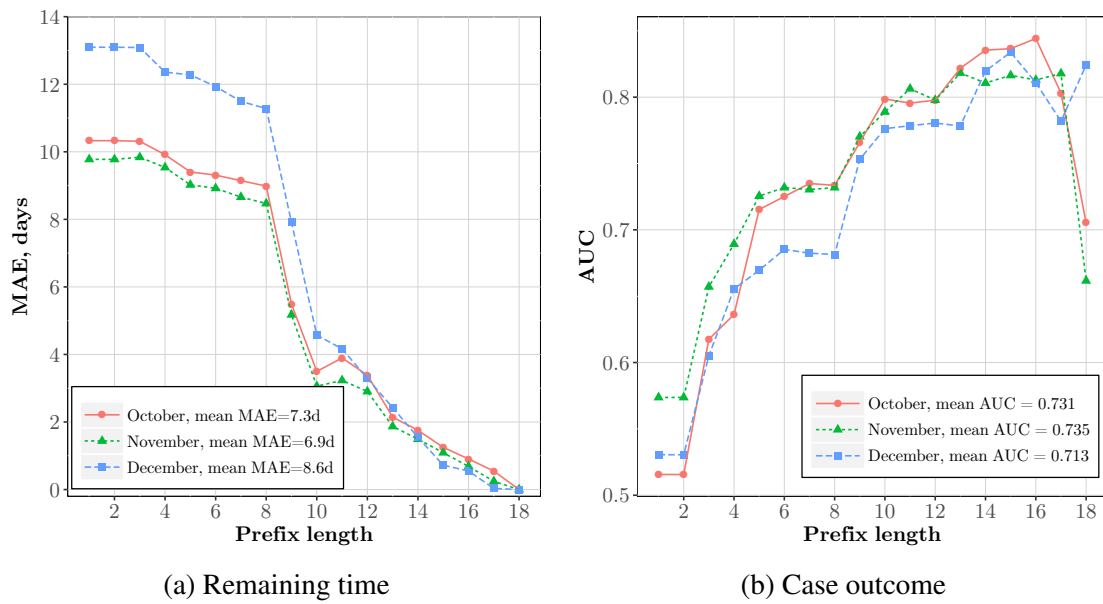 14
12
10
8
6
4
2
0
MAE, days
October, mean MAE=7.3d
November, mean MAE=6.9d
December, mean MAE=8.6d
2 4 6 8 10 12 14 16 18
Prefix length
(a) Remaining time
0.8
0.7
0.6
0.5
AUC
October, mean AUC = 0.731
November, mean AUC = 0.735
December, mean AUC = 0.713
2 4 6 8 10 12 14 16 18
Prefix length
(b) Case outcome